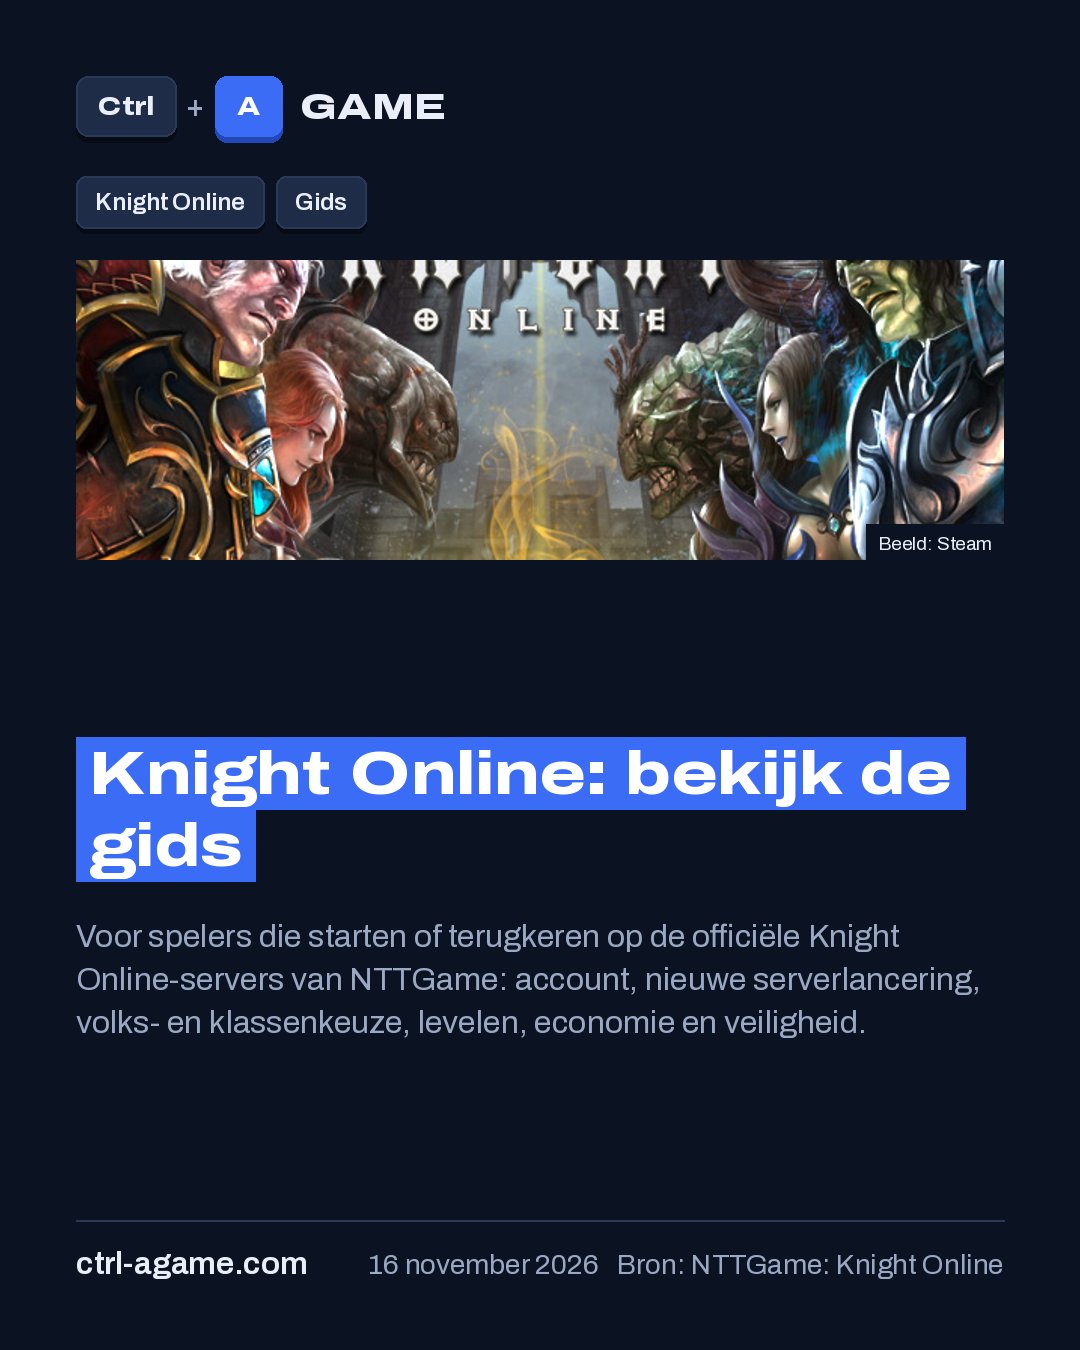 Ctrl + A GAME
Knight Online Gids
KNIGHT
ONLINE
Beeld: Steam
Knight Online: bekijk de
gids
Voor spelers die starten of terugkeren op de officiële Knight
Online-servers van NTTGame: account, nieuwe serverlancering,
volks- en klassenkeuze, levelen, economie en veiligheid.
ctrl-agame.com 16 november 2026 Bron: NTTGame: Knight Online